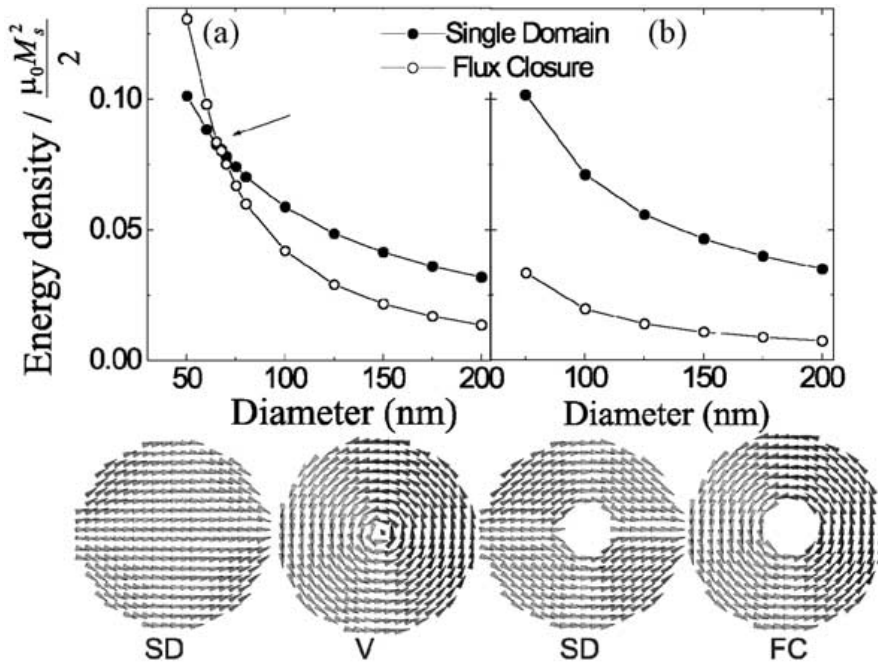 (a)
(b)
Single Domain
Flux Closure
Energy density / μ₀M_s²
2
0.10
0.05
0.00
50 100 150 200
100 150 200
Diameter (nm)
Diameter (nm)
SD V SD FC